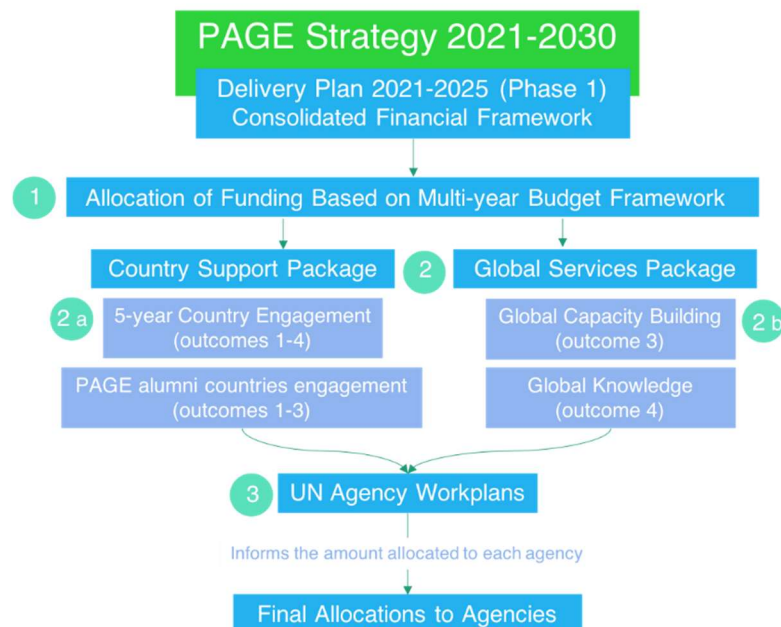 PAGE Strategy 2021-2030
Delivery Plan 2021-2025 (Phase 1)
Consolidated Financial Framework
1
Allocation of Funding Based on Multi-year Budget Framework
Country Support Package
2
Global Services Package
2 a
5-year Country Engagement
(outcomes 1-4)
Global Capacity Building
(outcome 3)
2 b
PAGE alumni countries engagement
(outcomes 1-3)
Global Knowledge
(outcome 4)
3
UN Agency Workplans
Informs the amount allocated to each agency
Final Allocations to Agencies